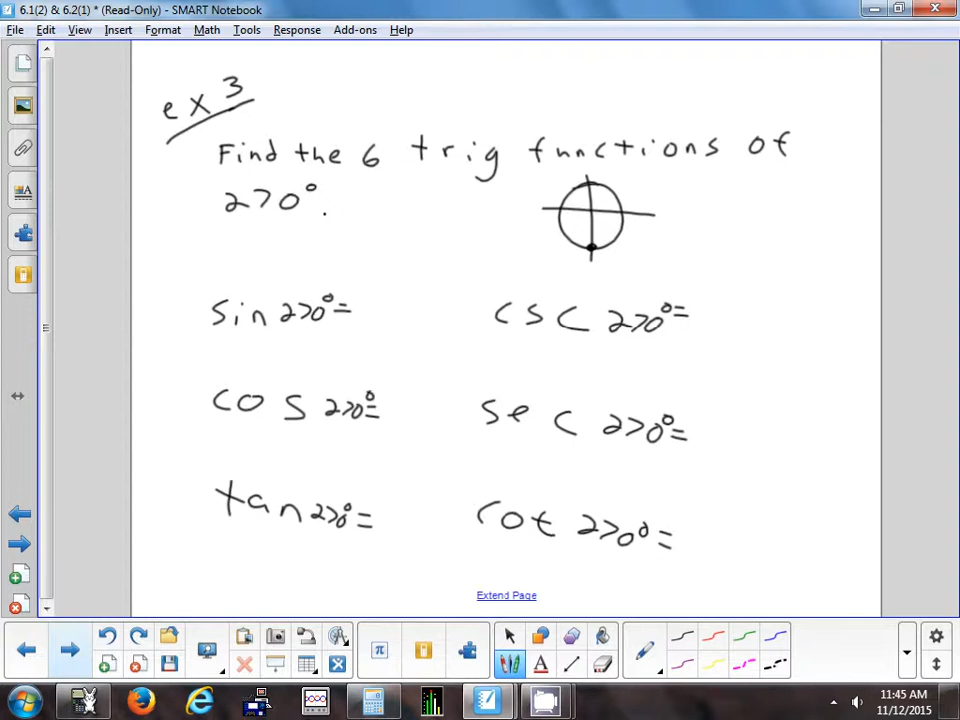 6.1(2) & 6.2(1) * (Read-Only) - SMART Notebook
File Edit View Insert Format Math Tools Response Add-ons Help
ex 3
Find the 6 trig functions of
270°.
sin 270°= csc 270°=
cos 270°= sec 270°=
tan 270°= cot 270°=
Extend Page
11:45 AM
11/12/2015